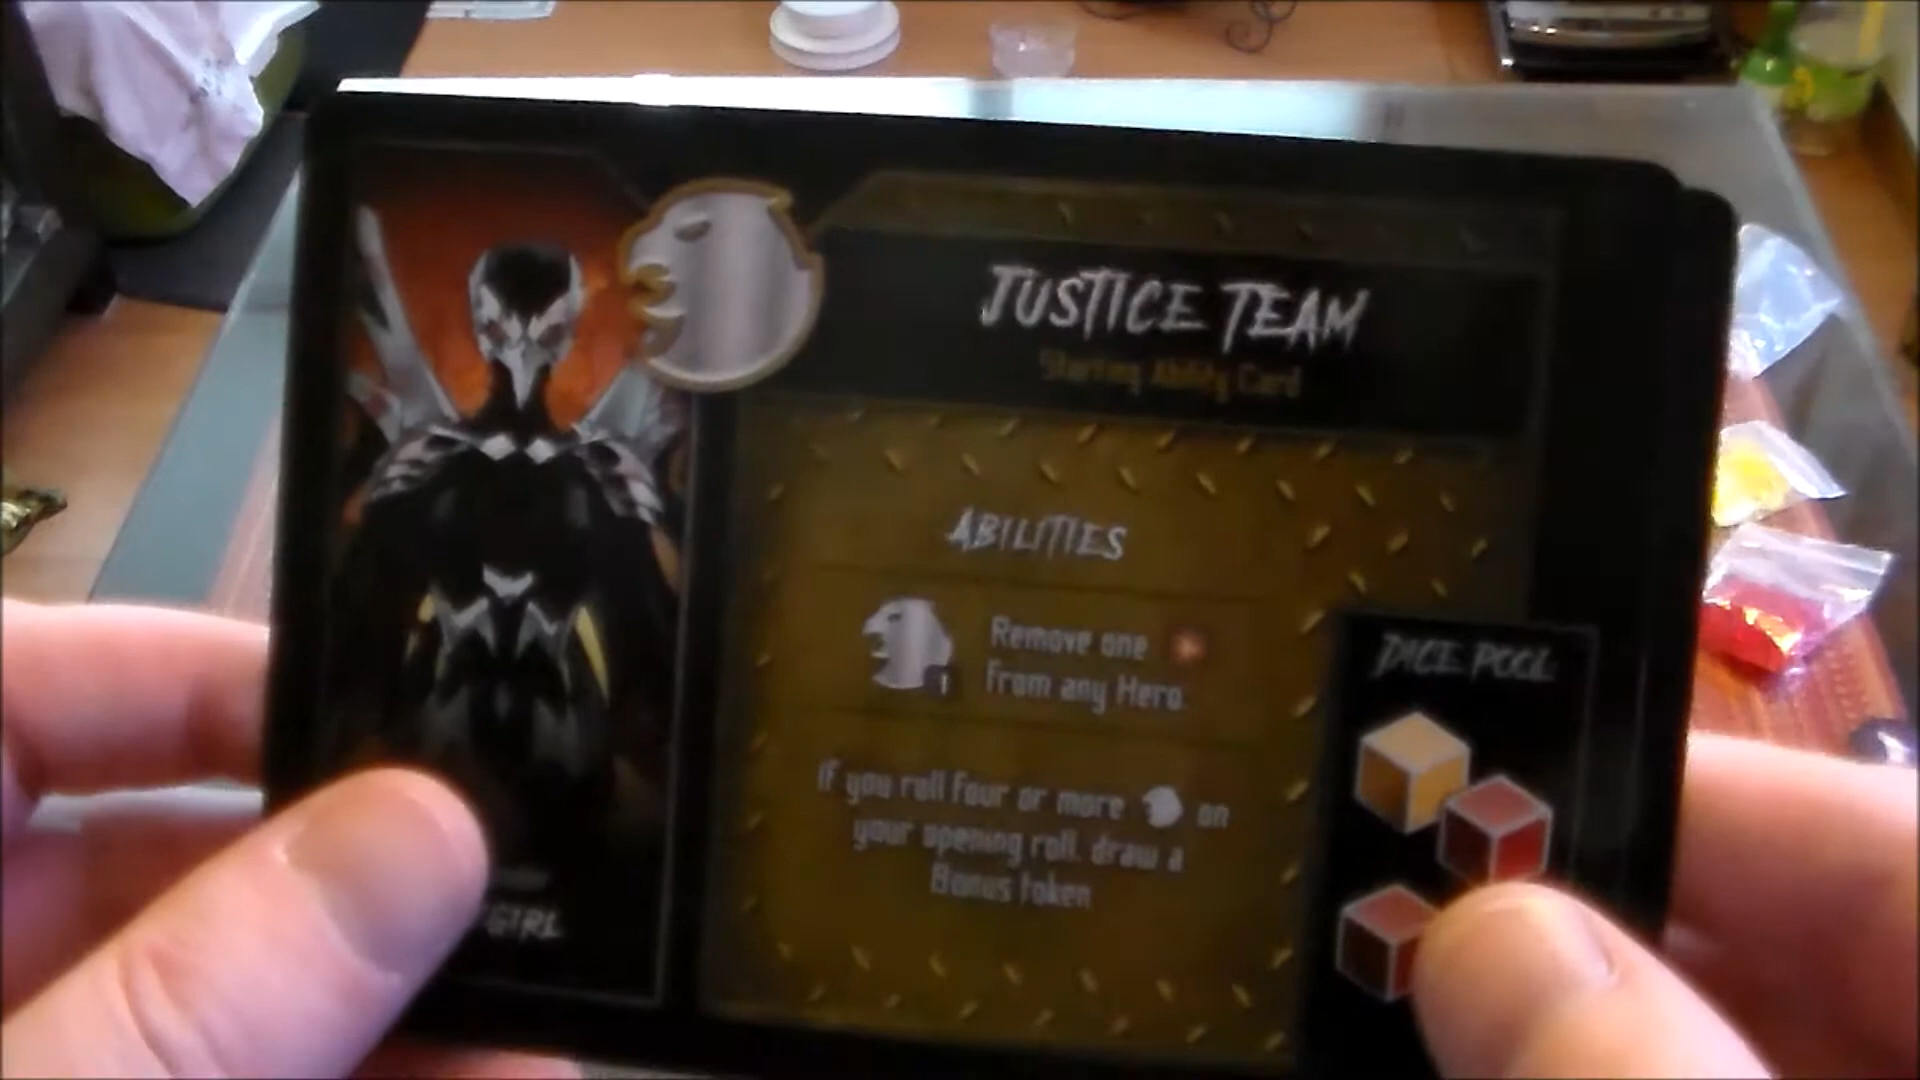 JUSTICE TEAM
Starting Ability Card
ABILITIES
1
Remove one
from any Hero.
If you roll four or more on
your opening roll, draw a
Bonus token
DICE POOL
GIRL